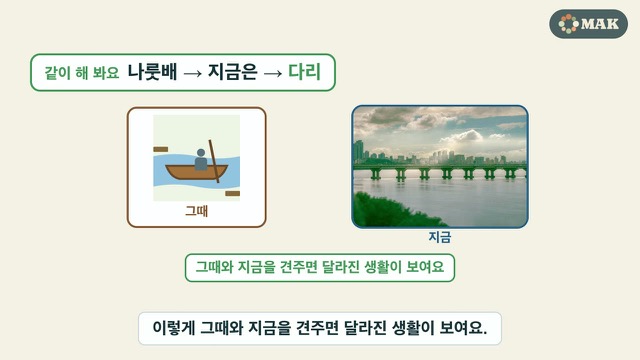 MAK
같이 해 봐요 나룻배 → 지금은 → 다리
그때
지금
그때와 지금을 견주면 달라진 생활이 보여요
이렇게 그때와 지금을 견주면 달라진 생활이 보여요.